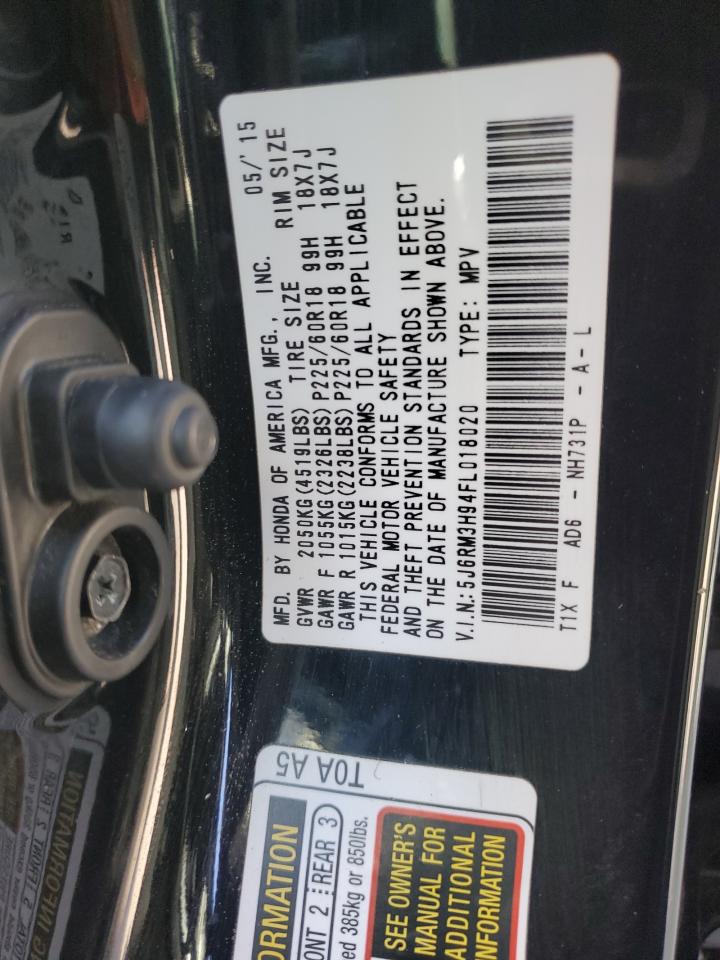 MFD. BY HONDA OF AMERICA MFG., INC. 05/'15
GVWR 2050KG(4519LBS) TIRE SIZE RIM SIZE
GAWR F 1055KG(2326LBS)P225/60R18 99H 18X7J
GAWR R 1015KG(2238LBS)P225/60R18 99H 18X7J
THIS VEHICLE CONFORMS TO ALL APPLICABLE
FEDERAL MOTOR VEHICLE SAFETY
AND THEFT PREVENTION STANDARDS IN EFFECT
ON THE DATE OF MANUFACTURE SHOWN ABOVE.
V.I.N.:5J6RM3H94FL018020 TYPE: MPV
T1X F AD6 - NH731P - A - L
T0A A5
ORMATION
ONT 2 REAR 3
ed 385kg or 850lbs.
SEE OWNER'S
MANUAL FOR
ADDITIONAL
INFORMATION